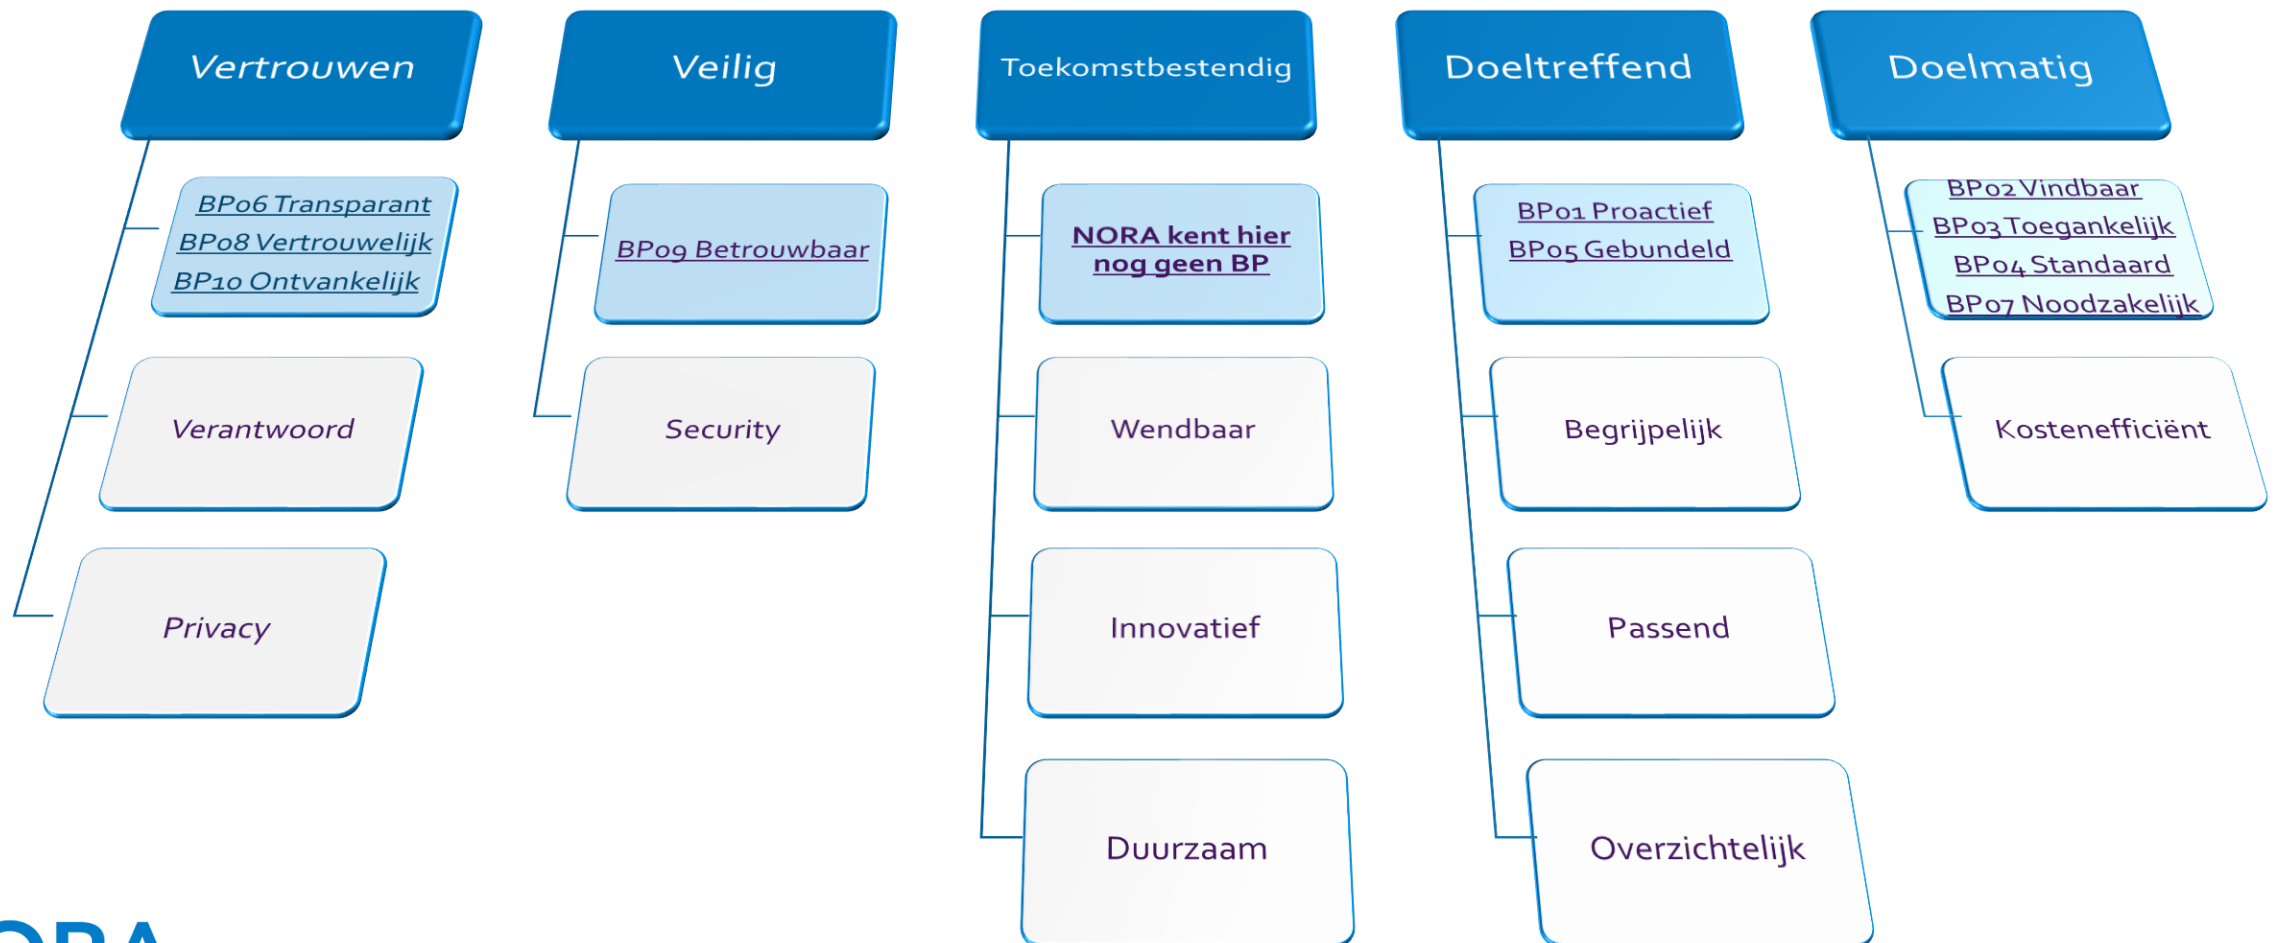 Vertrouwen
BP06 Transparant
BP08 Vertrouwelijk
BP10 Ontvankelijk
Verantwoord
Privacy
Veilig
BP09 Betrouwbaar
Security
Toekomstbestendig
NORA kent hier
nog geen BP
Wendbaar
Innovatief
Duurzaam
Doeltreffend
BP01 Proactief
BP05 Gebundeld
Begrijpelijk
Passend
Overzichtelijk
Doelmatig
BP02 Vindbaar
BP03 Toegankelijk
BP04 Standaard
BP07 Noodzakelijk
Kostenefficiënt